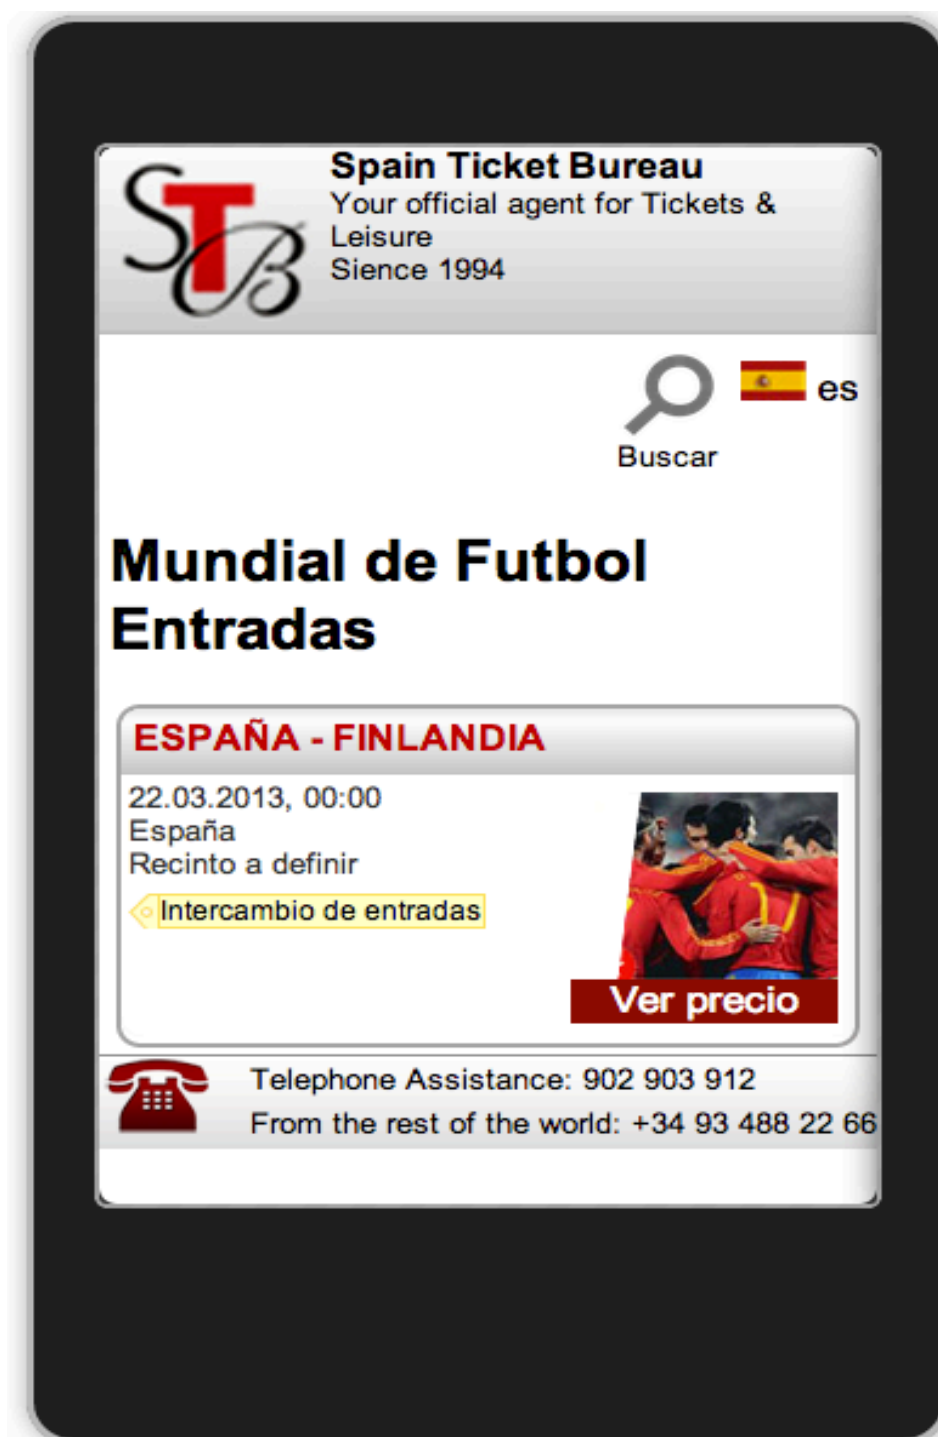 STB
Spain Ticket Bureau
Your official agent for Tickets &
Leisure
Sience 1994
es
Buscar
Mundial de Futbol
Entradas
ESPAÑA - FINLANDIA
22.03.2013, 00:00
España
Recinto a definir
Intercambio de entradas
17
Ver precio
Telephone Assistance: 902 903 912
From the rest of the world: +34 93 488 22 66